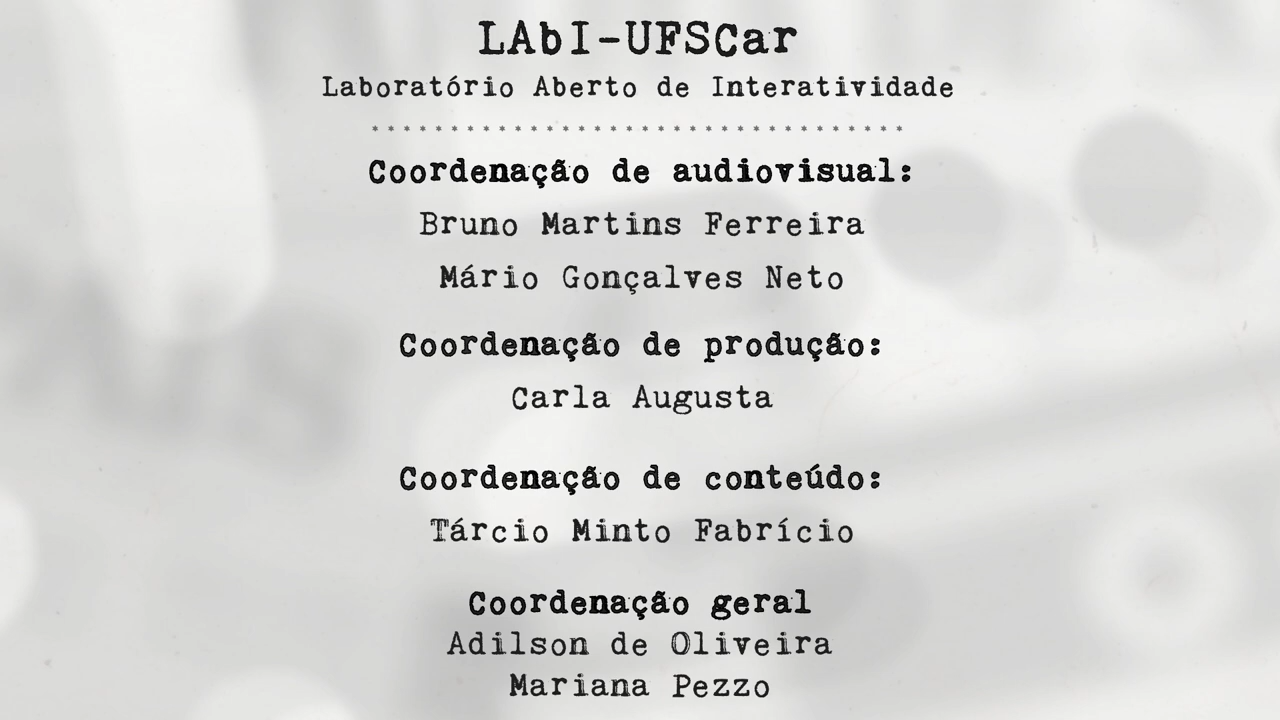 LAbI-UFSCar
Laboratório Aberto de Interatividade
Coordenação de audiovisual:
Bruno Martins Ferreira
Mário Gonçalves Neto
Coordenação de produção:
Carla Augusta
Coordenação de conteúdo:
Tárcio Minto Fabrício
Coordenação geral
Adilson de Oliveira
Mariana Pezzo